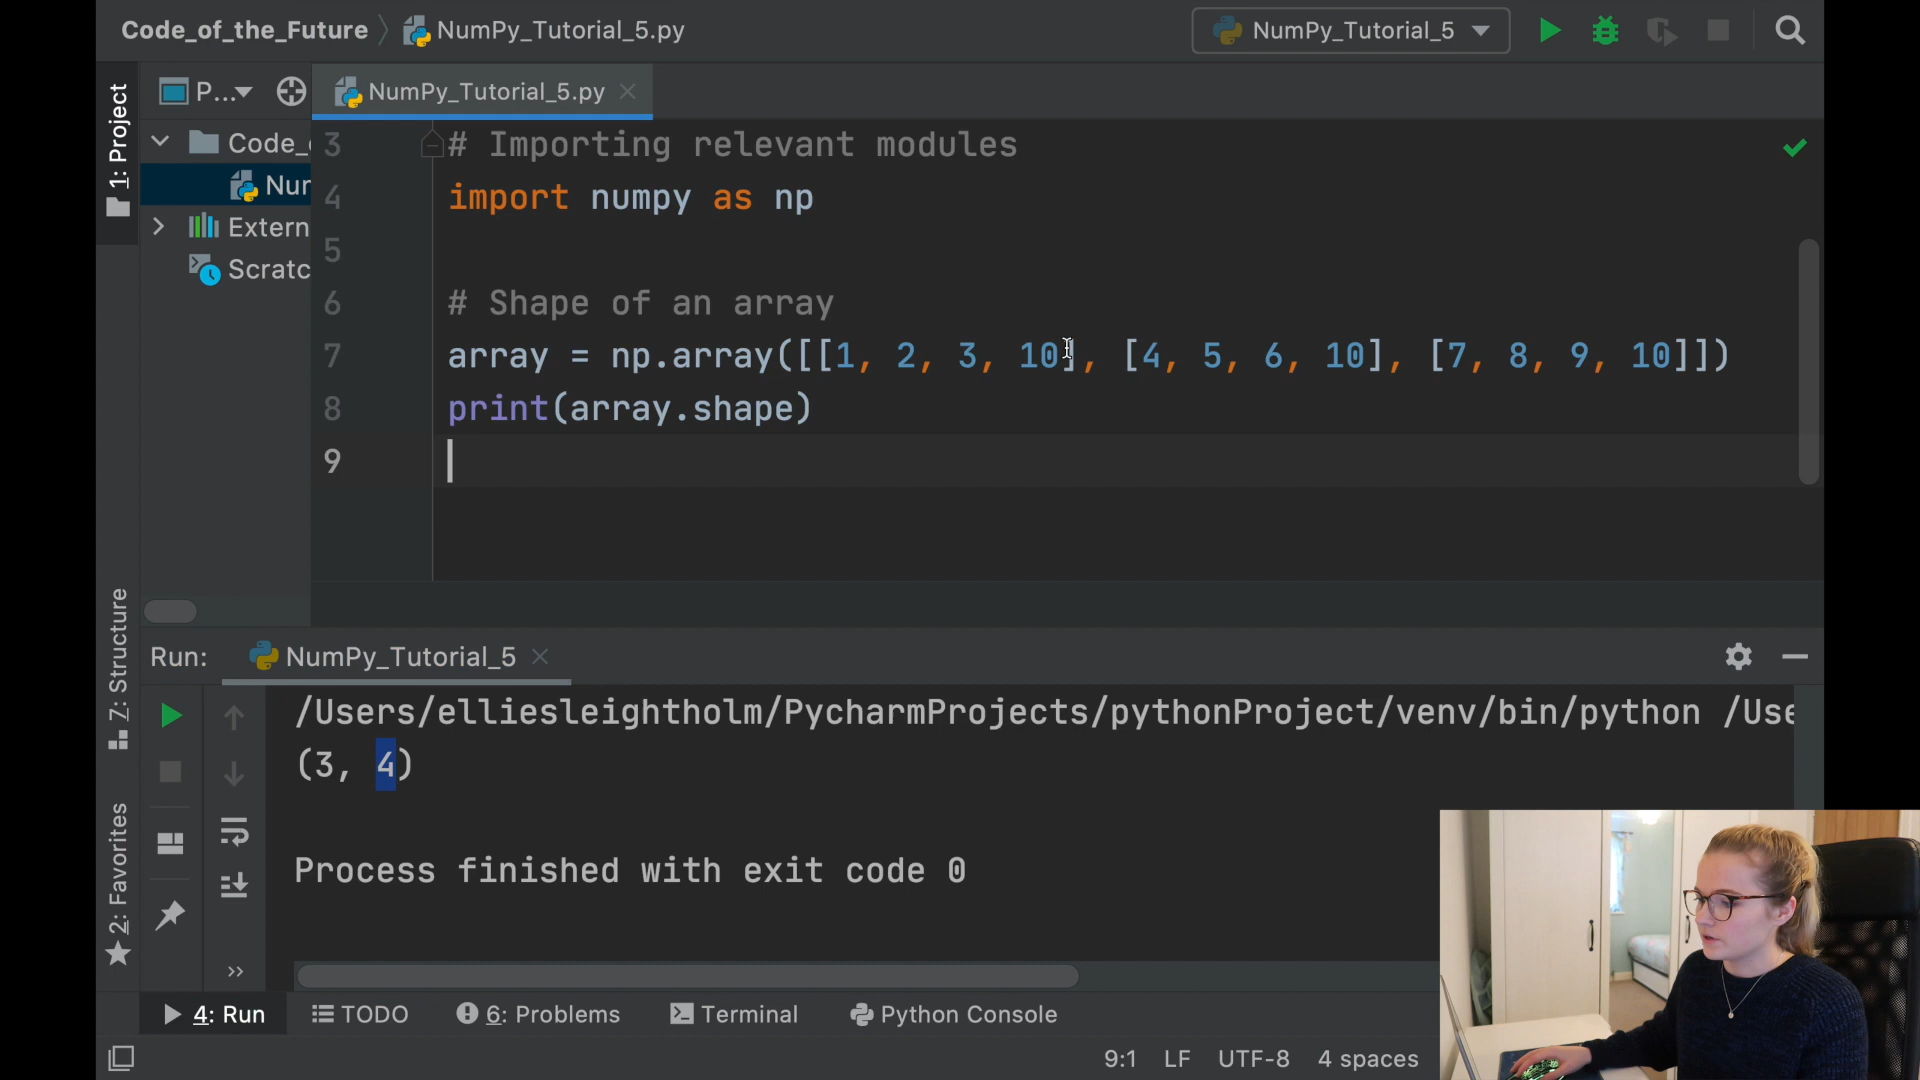 Code_of_the_Future
NumPy_Tutorial_5.py
NumPy_Tutorial_5
1: Project
P...
NumPy_Tutorial_5.py
Code_
Nur
Extern
Scratc
3 # Importing relevant modules
4 import numpy as np
5
6 # Shape of an array
7 array = np.array([[1, 2, 3, 10], [4, 5, 6, 10], [7, 8, 9, 10]])
8 print(array.shape)
9
Z: Structure
2: Favorites
Run:
NumPy_Tutorial_5
/Users/elliesleightholm/PycharmProjects/pythonProject/venv/bin/python /Use
(3, 4)
Process finished with exit code 0
4: Run
TODO
6: Problems
Terminal
Python Console
9:1
LF
UTF-8
4 spaces